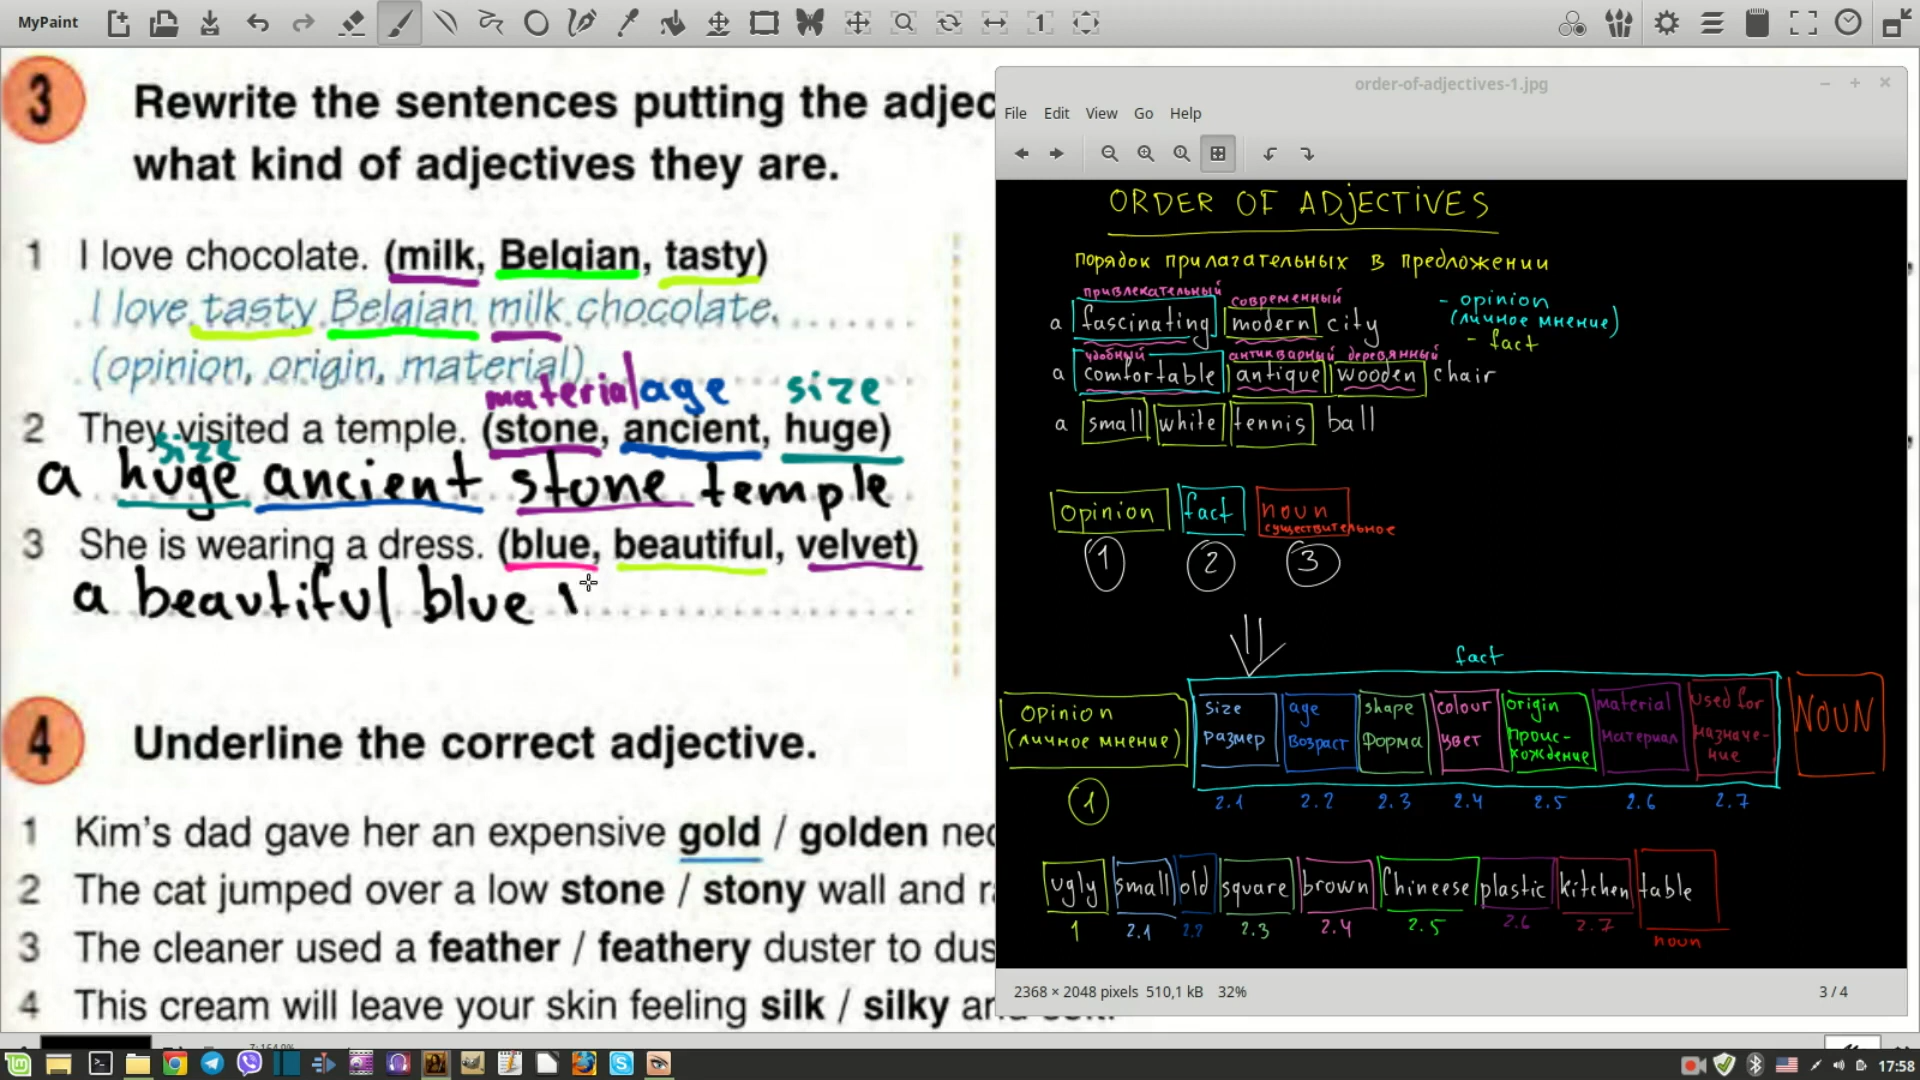 MyPaint
3
Rewrite the sentences putting the adjec
what kind of adjectives they are.
1 I love chocolate. (milk, Belgian, tasty)
I love tasty Belgian milk chocolate.
(opinion, origin, material)
material age size
2 They visited a temple. (stone, ancient, huge)
size
a huge ancient stone temple
3 She is wearing a dress. (blue, beautiful, velvet)
a beautiful blue
4
Underline the correct adjective.
1 Kim's dad gave her an expensive gold / golden nec
2 The cat jumped over a low stone / stony wall and ra
3 The cleaner used a feather / feathery duster to dus
4 This cream will leave your skin feeling silk / silky an
order-of-adjectives-1.jpg
File Edit View Go Help
ORDER OF ADJECTIVES
порядок прилагательных в предложении
привлекательный современный
a fascinating modern city
- opinion
(личное мнение)
- fact
удобный антикварный деревянный
a comfortable antique wooden chair
a small white tennis ball
opinion fact noun
существительное
1 2 3
fact
opinion size age shape colour origin material used for NOUN
(личное мнение) размер возраст форма цвет проис-хождение материал назначе-ние
1 2.1 2.2 2.3 2.4 2.5 2.6 2.7
ugly small old square brown Chineese plastic kitchen table
1 2.1 2.2 2.3 2.4 2.5 2.6 2.7 noun
2368 × 2048 pixels 510,1 kB 32% 3 / 4
17:58